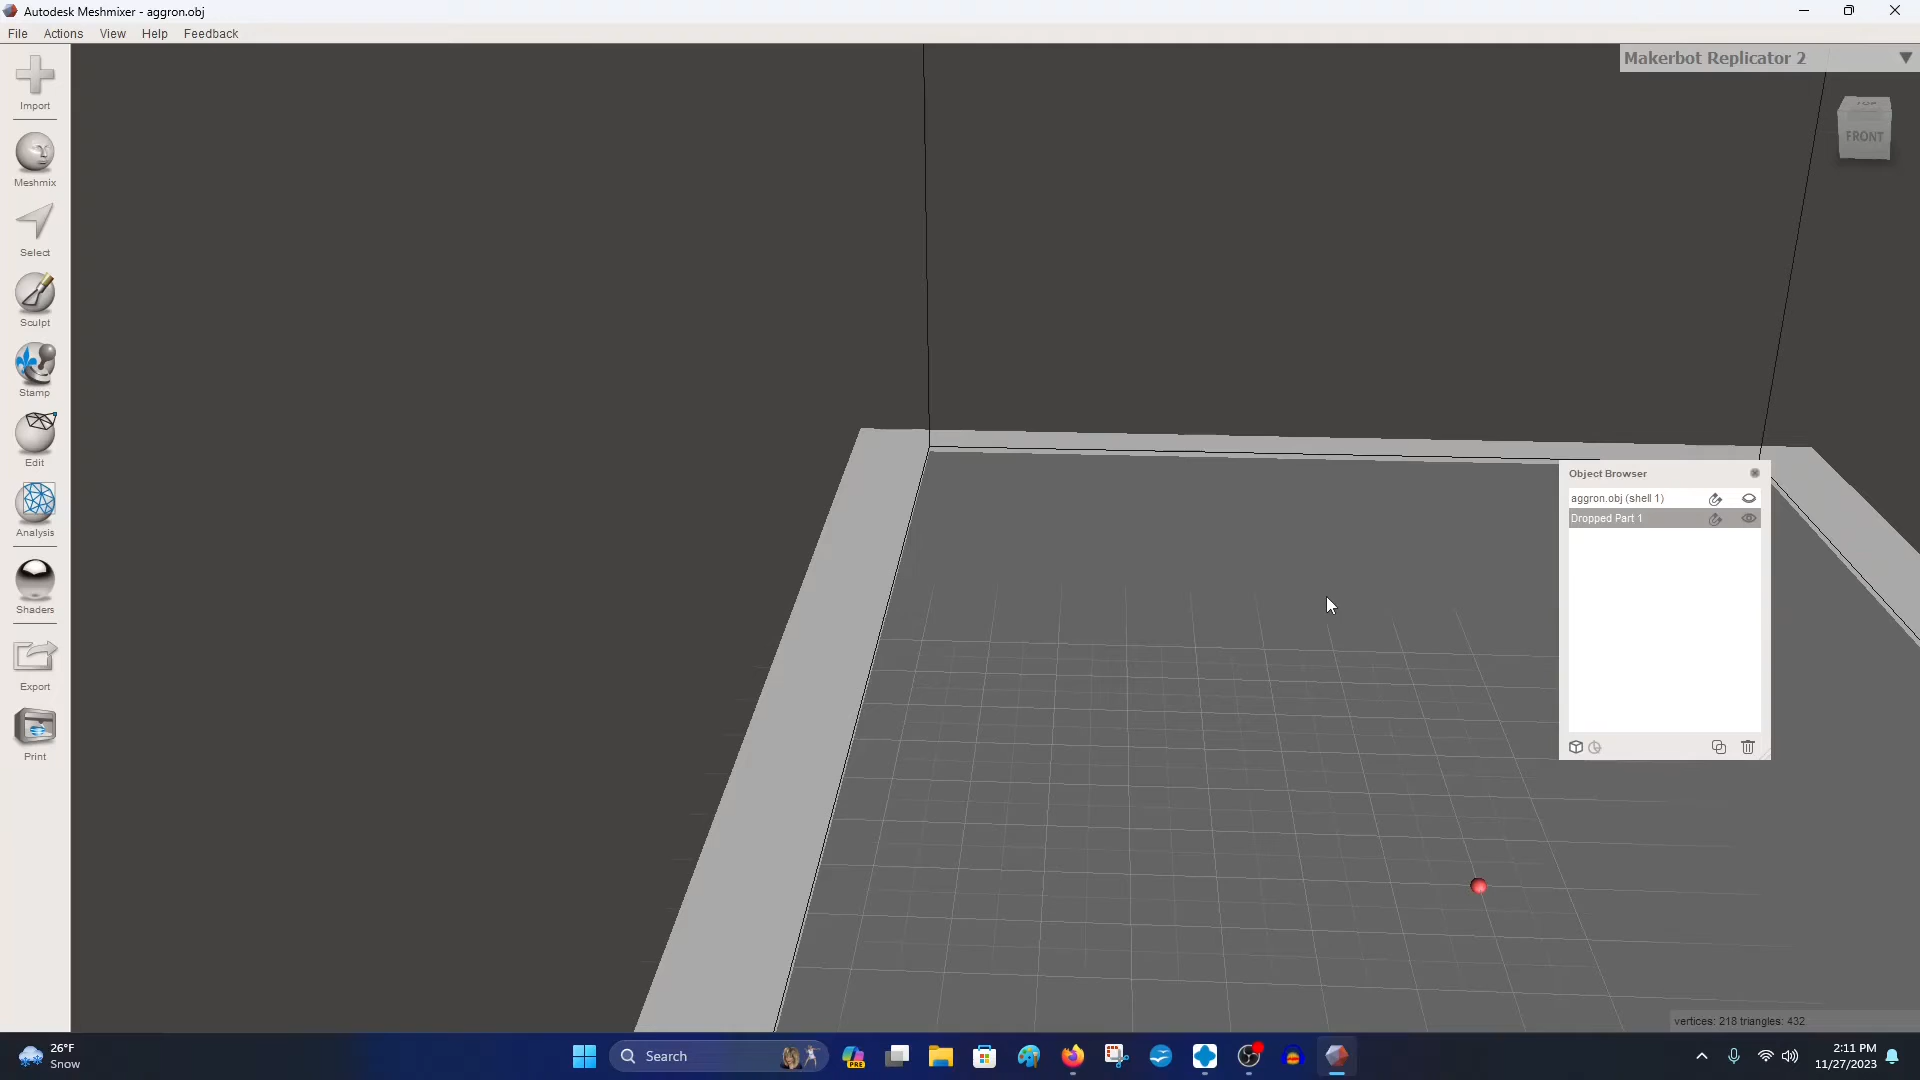 Autodesk Meshmixer - aggron.obj
File Actions View Help Feedback
Makerbot Replicator 2
Import
TOP
FRONT
Meshmix
Select
Sculpt
Stamp
Edit
Analysis
Shaders
Export
Print
Object Browser
aggron.obj (shell 1)
Dropped Part 1
vertices: 218 triangles: 432
26°F
Snow
Search
PRE
2:11 PM
11/27/2023